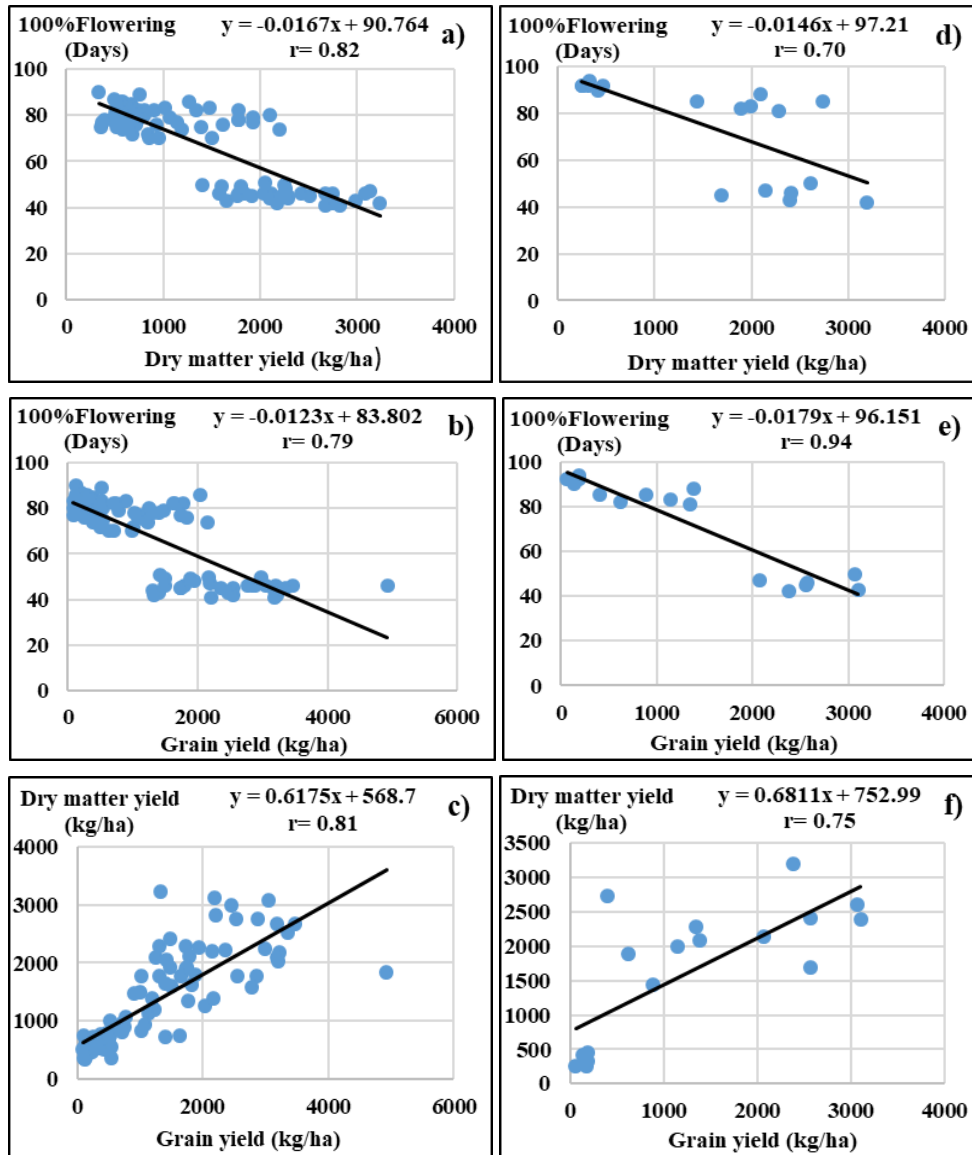 100%Flowering y = -0.0167x + 90.764 a)
(Days) r= 0.82
100
80
60
40
20
0
0 1000 2000 3000 4000
Dry matter yield (kg/ha)
100%Flowering y = -0.0146x + 97.21 d)
(Days) r= 0.70
100
80
60
40
20
0
0 1000 2000 3000 4000
Dry matter yield (kg/ha)
100%Flowering y = -0.0123x + 83.802 b)
(Days) r= 0.79
100
80
60
40
20
0
0 2000 4000 6000
Grain yield (kg/ha)
100%Flowering y = -0.0179x + 96.151 e)
(Days) r= 0.94
100
80
60
40
20
0
0 1000 2000 3000 4000
Grain yield (kg/ha)
Dry matter yield y = 0.6175x + 568.7 c)
(kg/ha) r= 0.81
4000
3000
2000
1000
0
0 2000 4000 6000
Grain yield (kg/ha)
Dry matter yield y = 0.6811x + 752.99 f)
(kg/ha) r= 0.75
3500
3000
2500
2000
1500
1000
500
0
0 1000 2000 3000 4000
Grain yield (kg/ha)